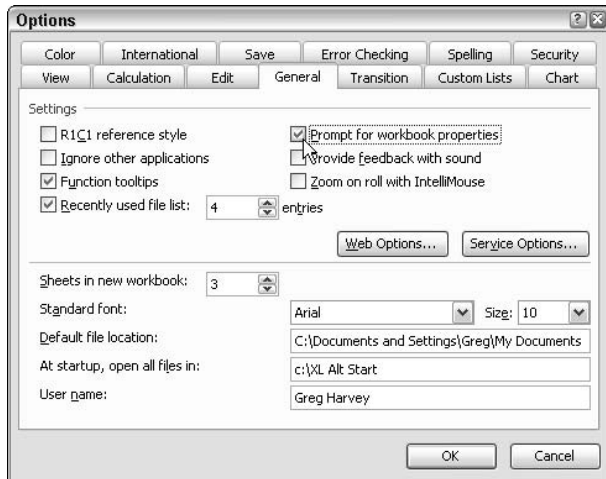 Options
Color International Save Error Checking Spelling Security
View Calculation Edit General Transition Custom Lists Chart
Settings
R1C1 reference style
Prompt for workbook properties
Ignore other applications
Provide feedback with sound
Function tooltips
Zoom on roll with IntelliMouse
Recently used file list: 4 entries
Web Options... Service Options...
Sheets in new workbook: 3
Standard font: Arial Size: 10
Default file location: C:\Documents and Settings\Greg\My Documents
At startup, open all files in: c:\XL Alt Start
User name: Greg Harvey
OK Cancel